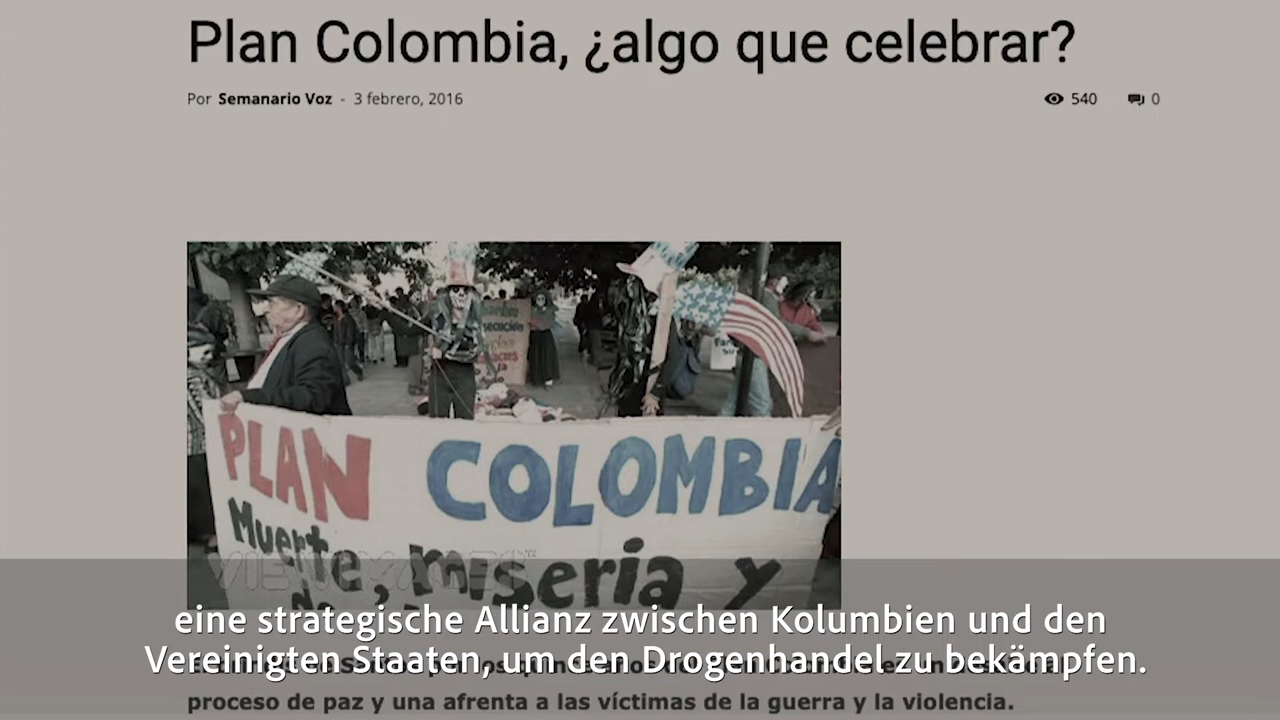 Plan Colombia, ¿algo que celebrar?
Por Semanario Voz - 3 febrero, 2016
540
0
PLAN COLOMBIA
Muerte, miseria y
eine strategische Allianz zwischen Kolumbien und den
Vereinigten Staaten, um den Drogenhandel zu bekämpfen.
proceso de paz y una afrenta a las víctimas de la guerra y la violencia.